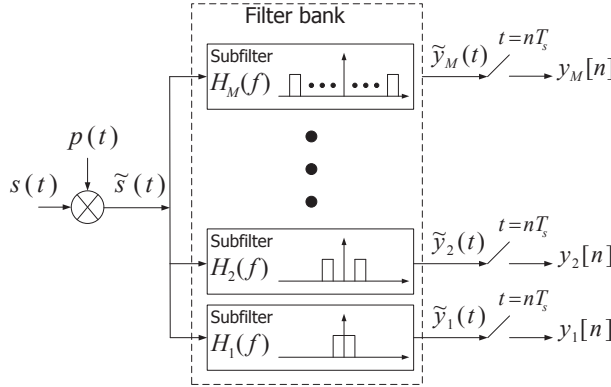 Filter bank
Subfilter
H_M(f)
ỹ_M(t)
t=nT_s
y_M[n]
p(t)
s(t)
s̃(t)
Subfilter
H_2(f)
ỹ_2(t)
t=nT_s
y_2[n]
Subfilter
H_1(f)
ỹ_1(t)
t=nT_s
y_1[n]